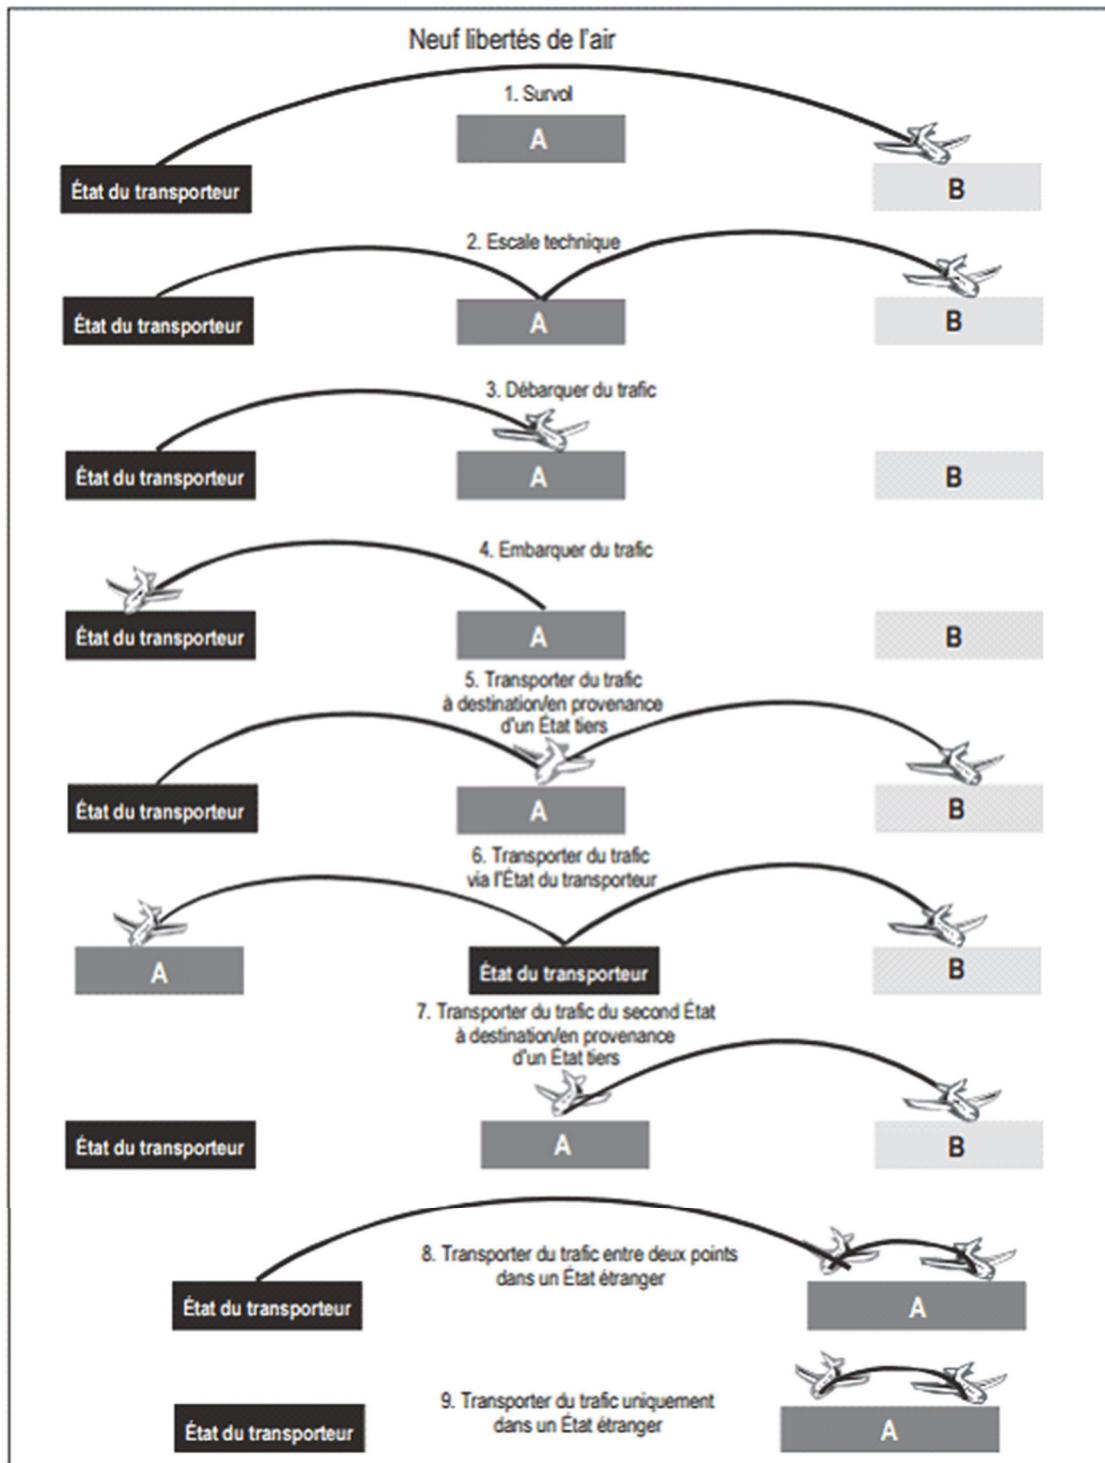 Neuf libertés de l'air
1. Survol
A
État du transporteur
B
2. Escale technique
État du transporteur
A
B
3. Débarquer du trafic
État du transporteur
A
B
4. Embarquer du trafic
État du transporteur
A
B
5. Transporter du trafic
à destination/en provenance
d'un État tiers
État du transporteur
A
B
6. Transporter du trafic
via l'État du transporteur
A
État du transporteur
B
7. Transporter du trafic du second État
à destination/en provenance
d'un État tiers
État du transporteur
A
B
8. Transporter du trafic entre deux points
dans un État étranger
État du transporteur
A
9. Transporter du trafic uniquement
dans un État étranger
État du transporteur
A